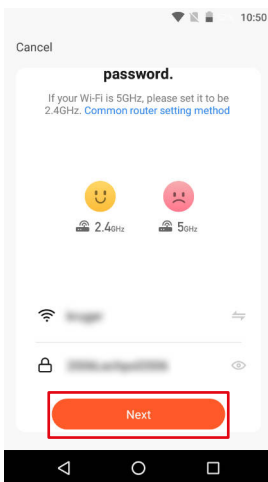 10:50
Cancel
password.
If your Wi-Fi is 5GHz, please set it to be
2.4GHz. Common router setting method
2.4GHz 5GHz
Next